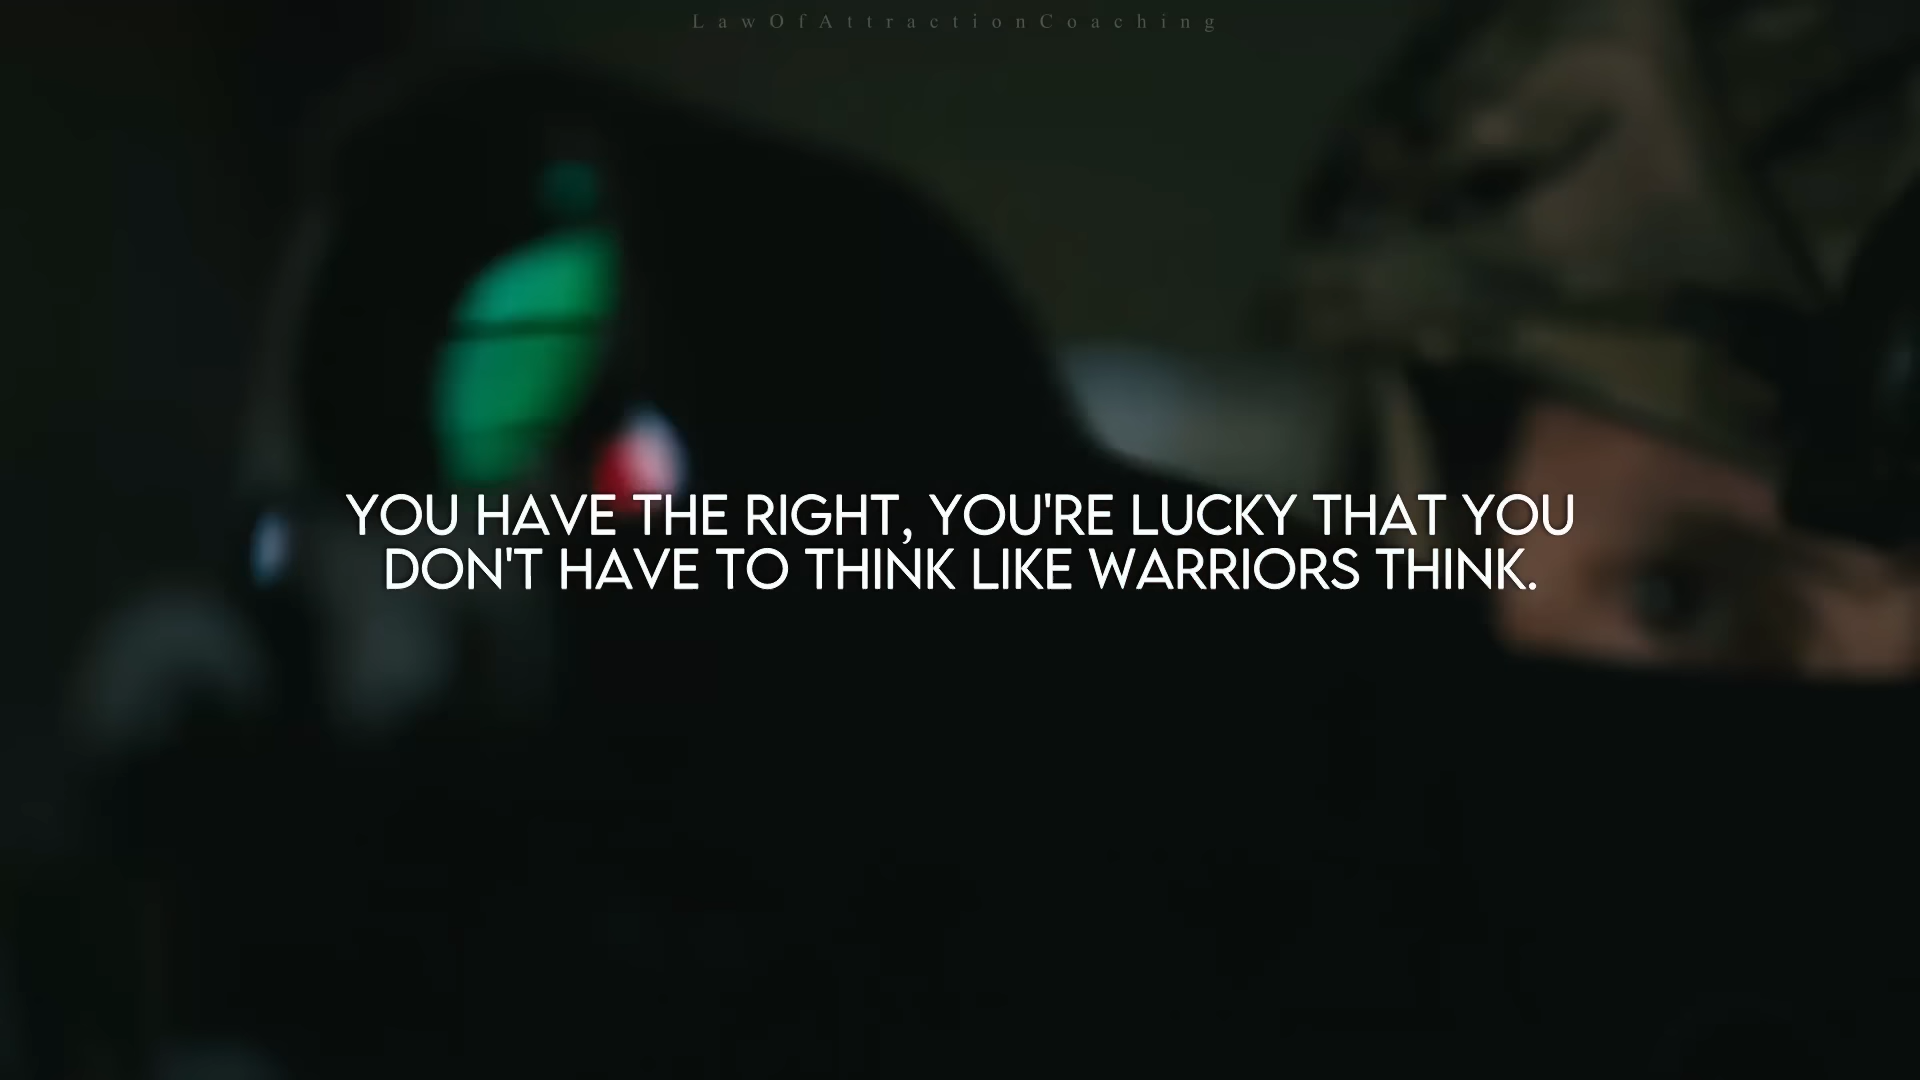 LawOfAttractionCoaching
YOU HAVE THE RIGHT, YOU'RE LUCKY THAT YOU
DON'T HAVE TO THINK LIKE WARRIORS THINK.